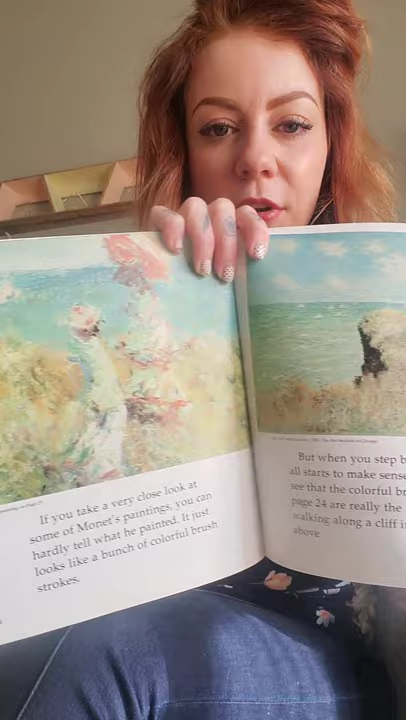 If you take a very close look at
some of Monet's paintings, you can
hardly tell what he painted. It just
looks like a bunch of colorful brush
strokes.
But when you step b
all starts to make sense
see that the colorful br
page 24 are really the
walking along a cliff i
above